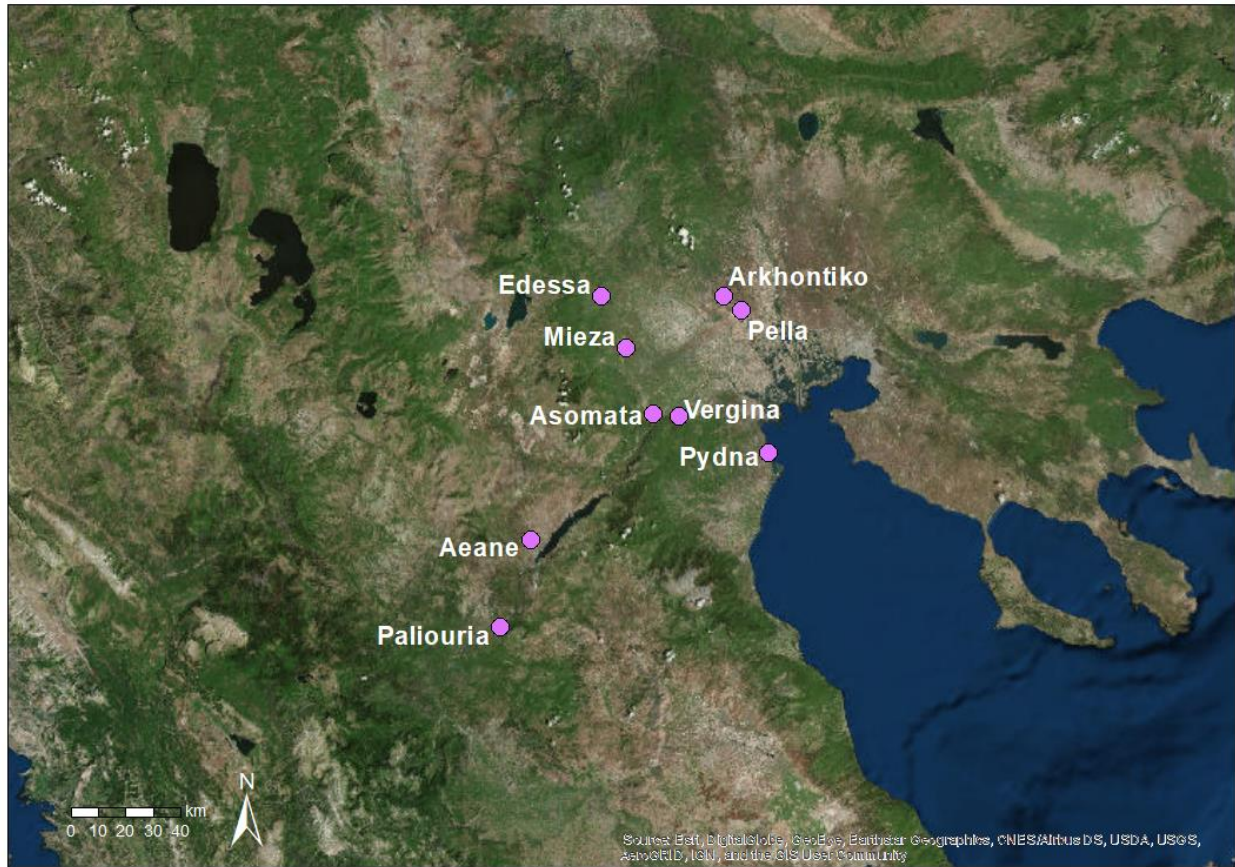 Arkhontiko
Edessa
Pella
Mieza
Asomata
Vergina
Pydna
Aeane
Paliouria
N
km
0 10 20 30 40
Source: Esri, DigitalGlobe, GeoEye, Earthstar Geographics, CNES/Airbus DS, USDA, USGS,
AeroGRID, IGN, and the GIS User Community